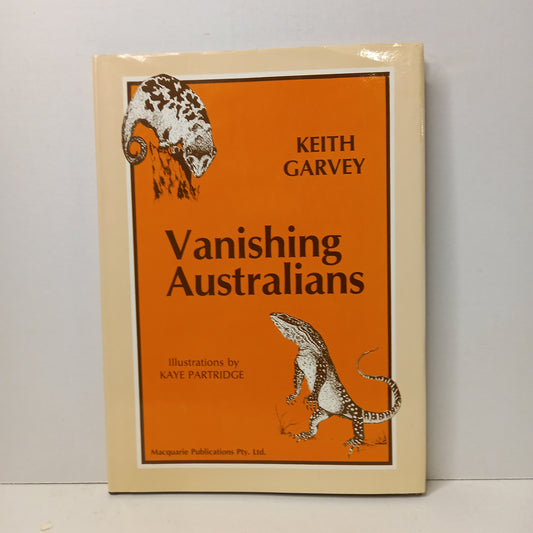 KEITH
GARVEY
Vanishing
Australians
Illustrations by
KAYE PARTRIDGE
Macquarie Publications Pty. Ltd.